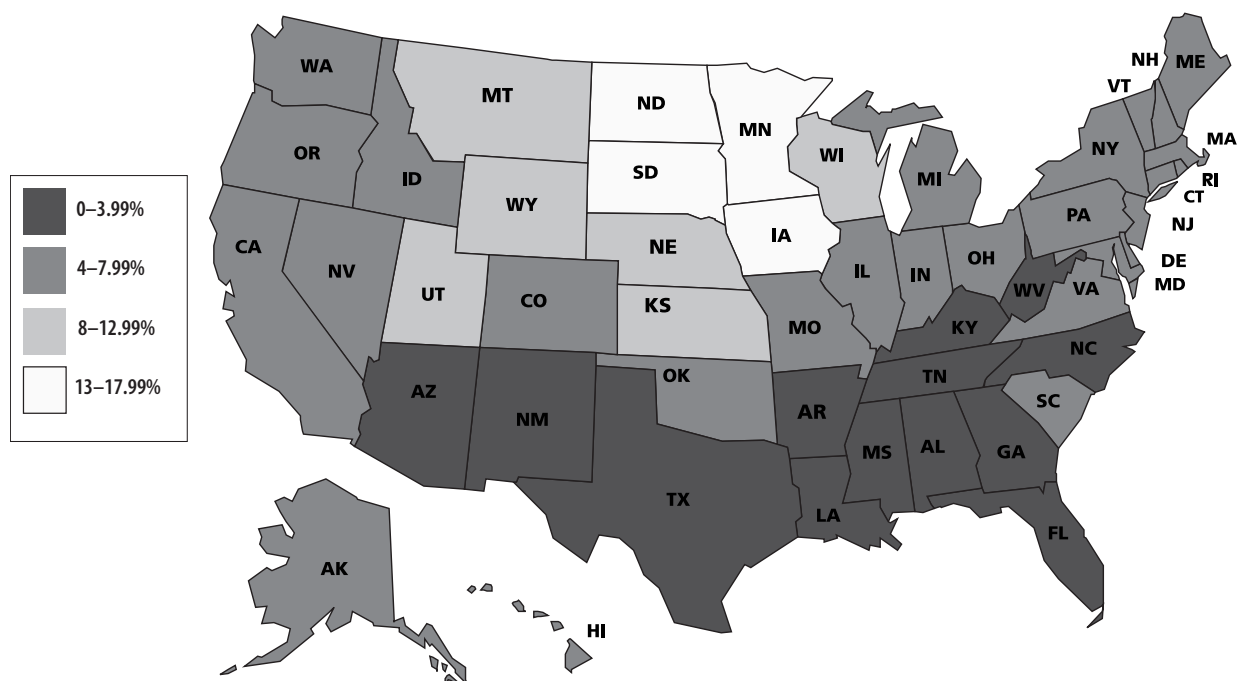 0–3.99%
4–7.99%
8–12.99%
13–17.99%
WA
OR
CA
NV
ID
MT
WY
UT
CO
AZ
NM
ND
SD
NE
KS
OK
TX
MN
IA
MO
AR
LA
WI
IL
MI
IN
OH
KY
TN
MS
AL
GA
FL
SC
NC
VA
WV
PA
NY
VT
NH
ME
MA
RI
CT
NJ
DE
MD
AK
HI